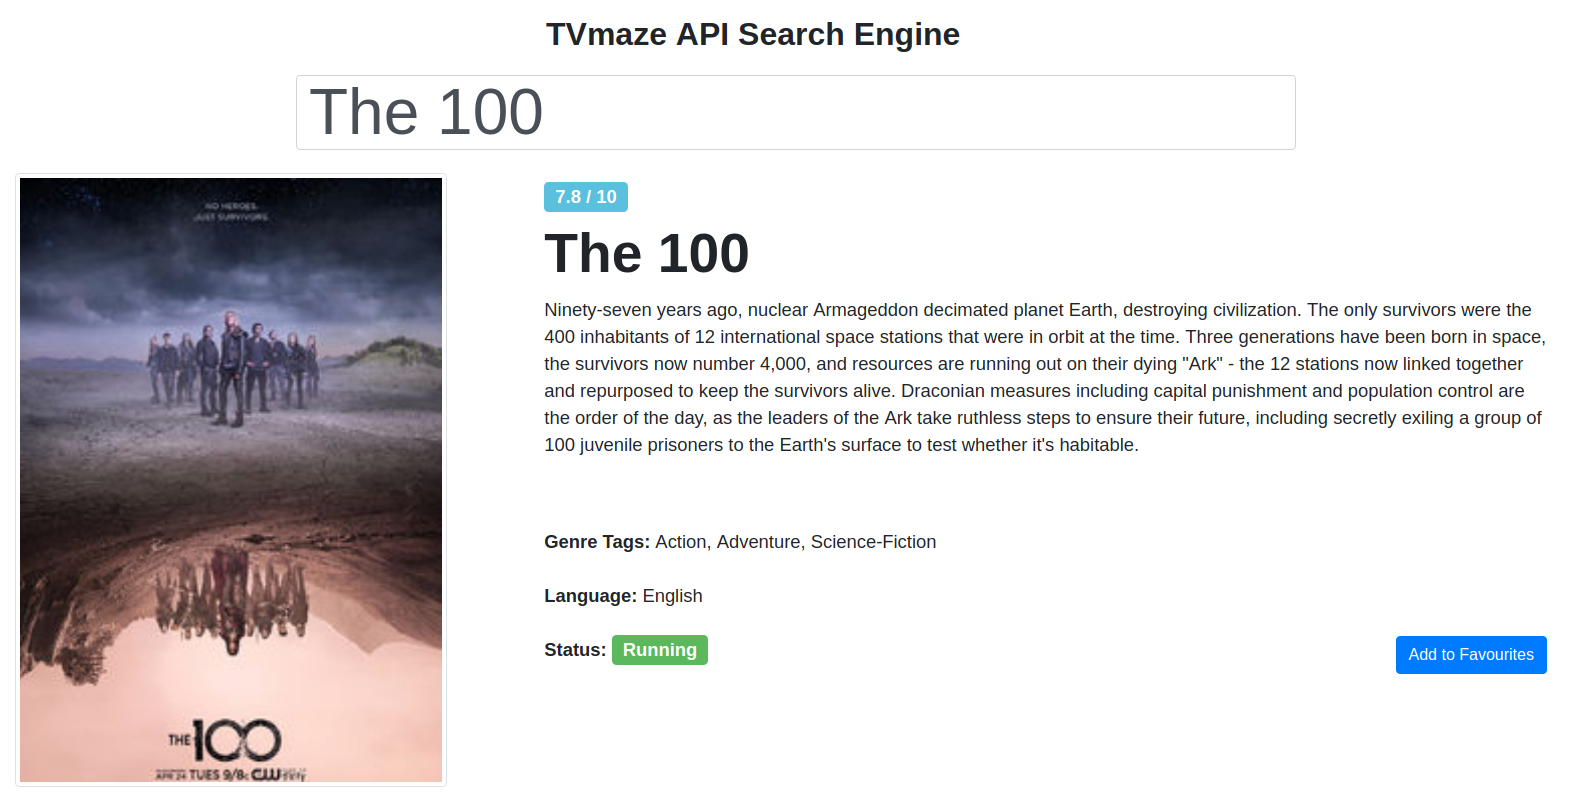 TVmaze API Search Engine
The 100
NO HEROES.
JUST SURVIVORS.
THE 100
APR 24 TUES 9/8c CW
7.8 / 10
The 100
Ninety-seven years ago, nuclear Armageddon decimated planet Earth, destroying civilization. The only survivors were the
400 inhabitants of 12 international space stations that were in orbit at the time. Three generations have been born in space,
the survivors now number 4,000, and resources are running out on their dying "Ark" - the 12 stations now linked together
and repurposed to keep the survivors alive. Draconian measures including capital punishment and population control are
the order of the day, as the leaders of the Ark take ruthless steps to ensure their future, including secretly exiling a group of
100 juvenile prisoners to the Earth's surface to test whether it's habitable.
Genre Tags: Action, Adventure, Science-Fiction
Language: English
Status: Running
Add to Favourites